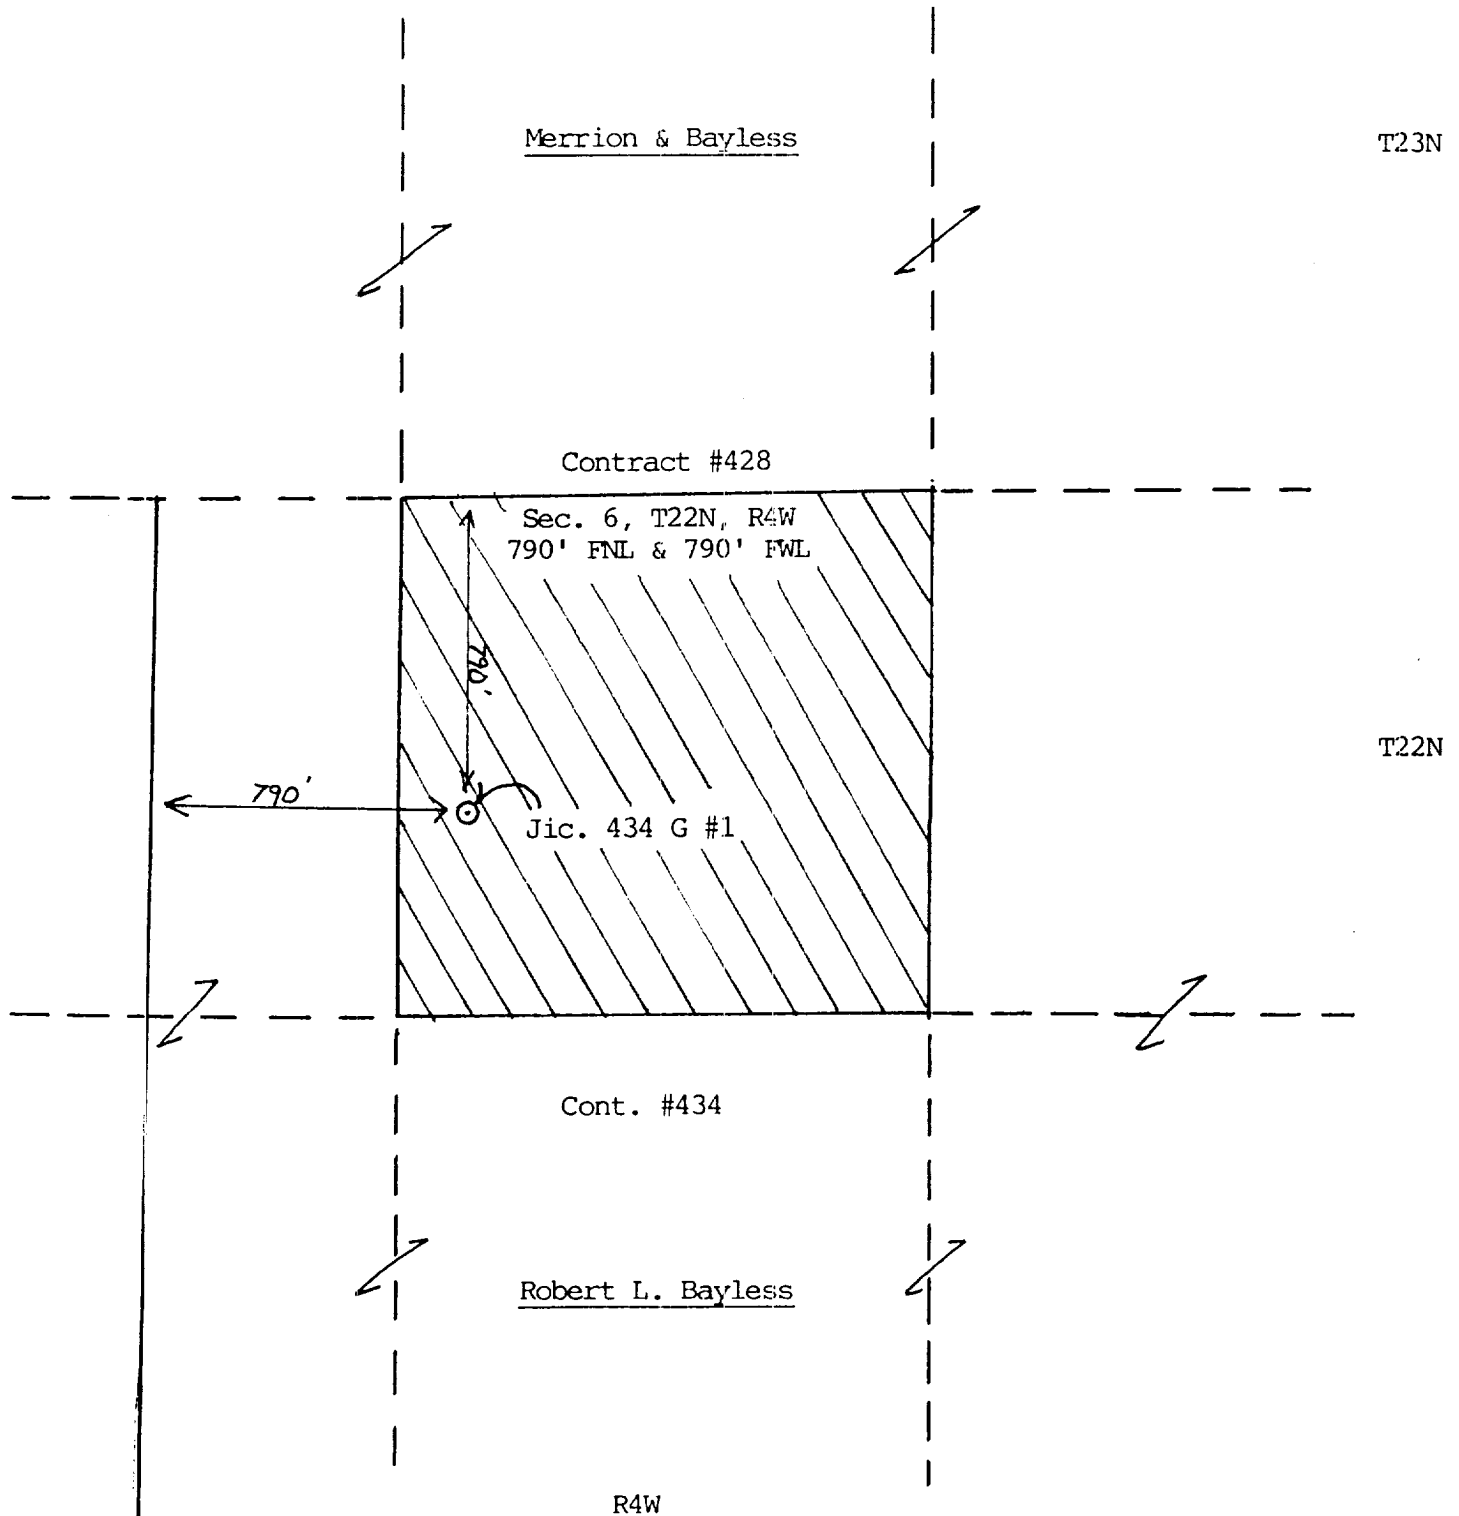 Merrion & Bayless
T23N
Contract #428
Sec. 6, T22N, R4W
790' FNL & 790' FWL
790'
T22N
790'
Jic. 434 G #1
Cont. #434
Robert L. Bayless
R4W